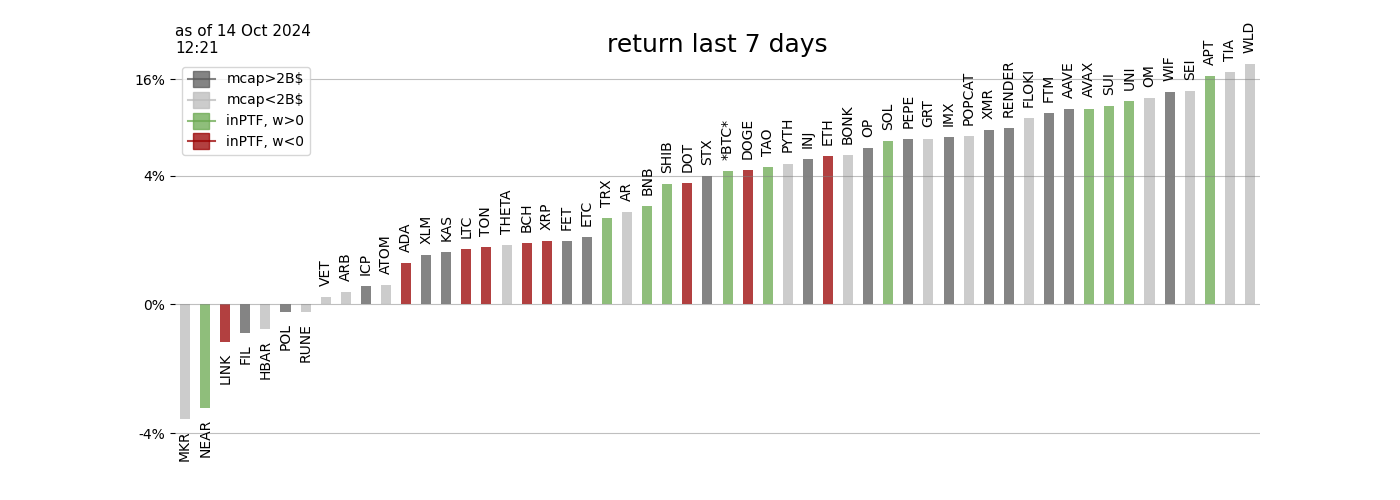 as of 14 Oct 2024
12:21
return last 7 days
mcap>2B$
mcap<2B$
inPTF, w>0
inPTF, w<0
16%
4%
0%
-4%
MKR
NEAR
LINK
FIL
HBAR
POL
RUNE
VET
ARB
ICP
ATOM
ADA
XLM
KAS
LTC
TON
THETA
BCH
XRP
FET
ETC
TRX
AR
BNB
SHIB
DOT
STX
*BTC*
DOGE
TAO
PYTH
INJ
ETH
BONK
OP
SOL
PEPE
GRT
IMX
POPCAT
XMR
RENDER
FLOKI
FTM
AAVE
AVAX
SUI
UNI
OM
WIF
SEI
APT
TIA
WLD